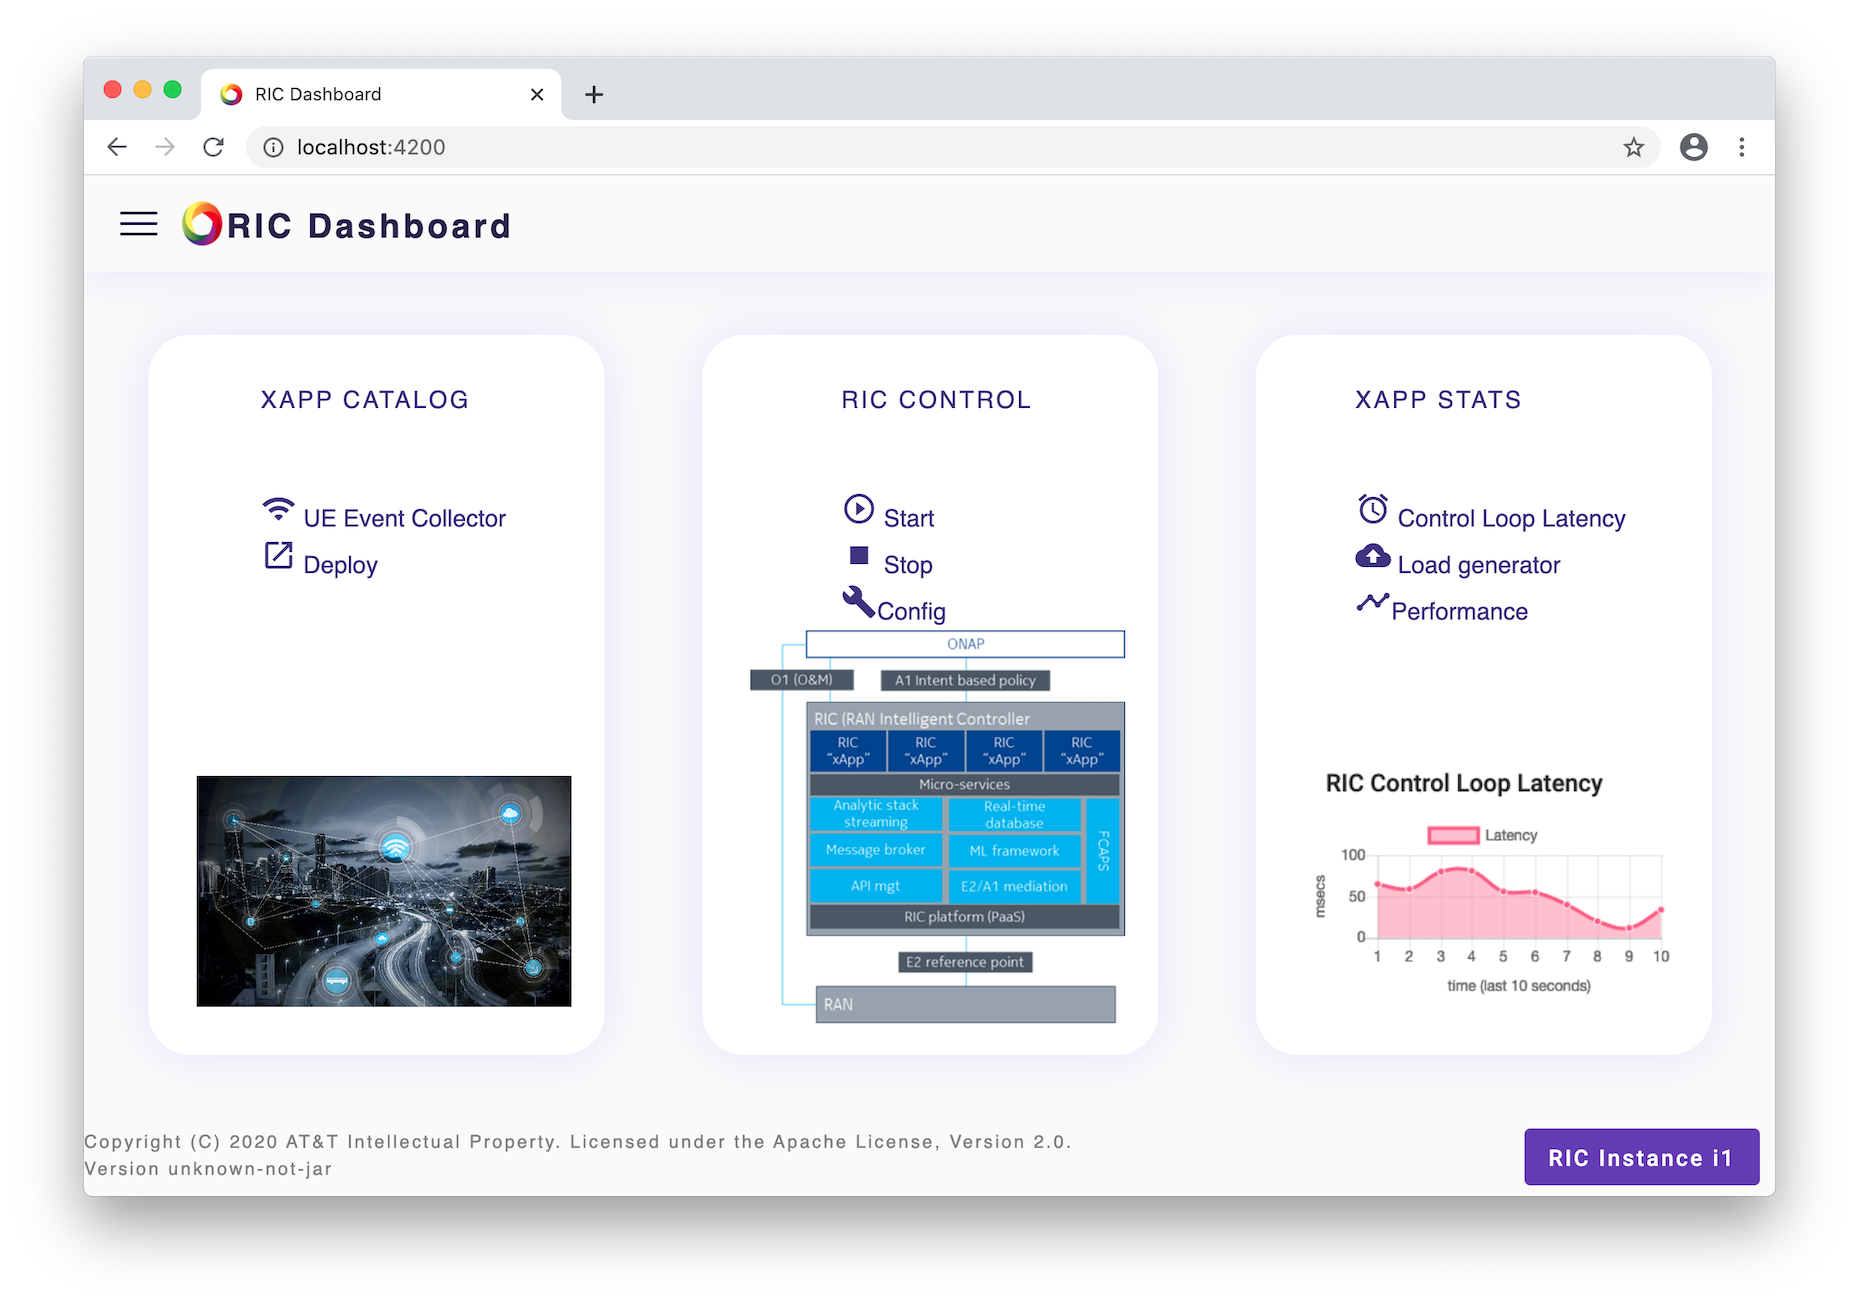 RIC Dashboard
localhost:4200
RIC Dashboard
XAPP CATALOG
UE Event Collector
Deploy
RIC CONTROL
Start
Stop
Config
ONAP
O1 (O&M)
A1 Intent based policy
RIC (RAN Intelligent Controller
RIC "xApp"
RIC "xApp"
RIC "xApp"
RIC "xApp"
Micro-services
Analytic stack streaming
Real-time database
Message broker
ML framework
API mgt
E2/A1 mediation
FCAPS
RIC platform (PaaS)
E2 reference point
RAN
XAPP STATS
Control Loop Latency
Load generator
Performance
RIC Control Loop Latency
Latency
msecs
100
50
0
1 2 3 4 5 6 7 8 9 10
time (last 10 seconds)
Copyright (C) 2020 AT&T Intellectual Property. Licensed under the Apache License, Version 2.0.
Version unknown-not-jar
RIC Instance i1